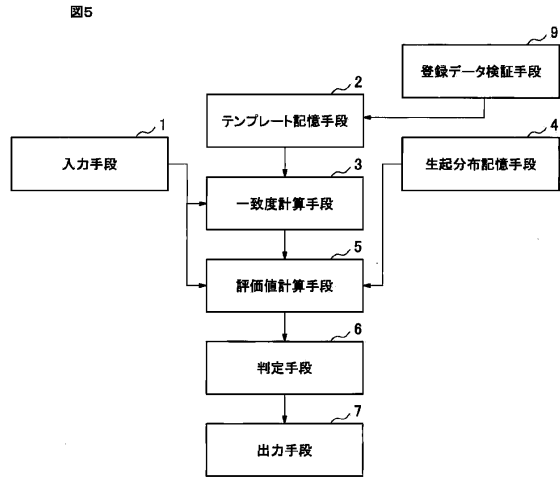 図5
9
登録データ検証手段
2
テンプレート記憶手段
1
入力手段
4
生起分布記憶手段
3
一致度計算手段
5
評価値計算手段
6
判定手段
7
出力手段